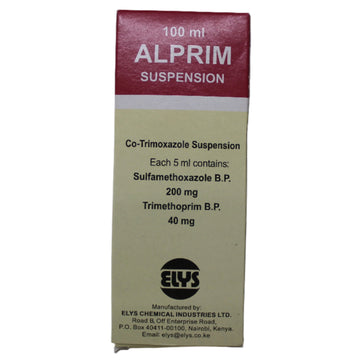 100 ml
ALPRIM
SUSPENSION
Co-Trimoxazole Suspension
Each 5 ml contains:
Sulfamethoxazole B.P.
200 mg
Trimethoprim B.P.
40 mg
ELYS
Manufactured by:
ELYS CHEMICAL INDUSTRIES LTD.
Road B, Off Enterprise Road,
P.O. Box 40411-00100, Nairobi, Kenya.
Email: elys@elys.co.ke